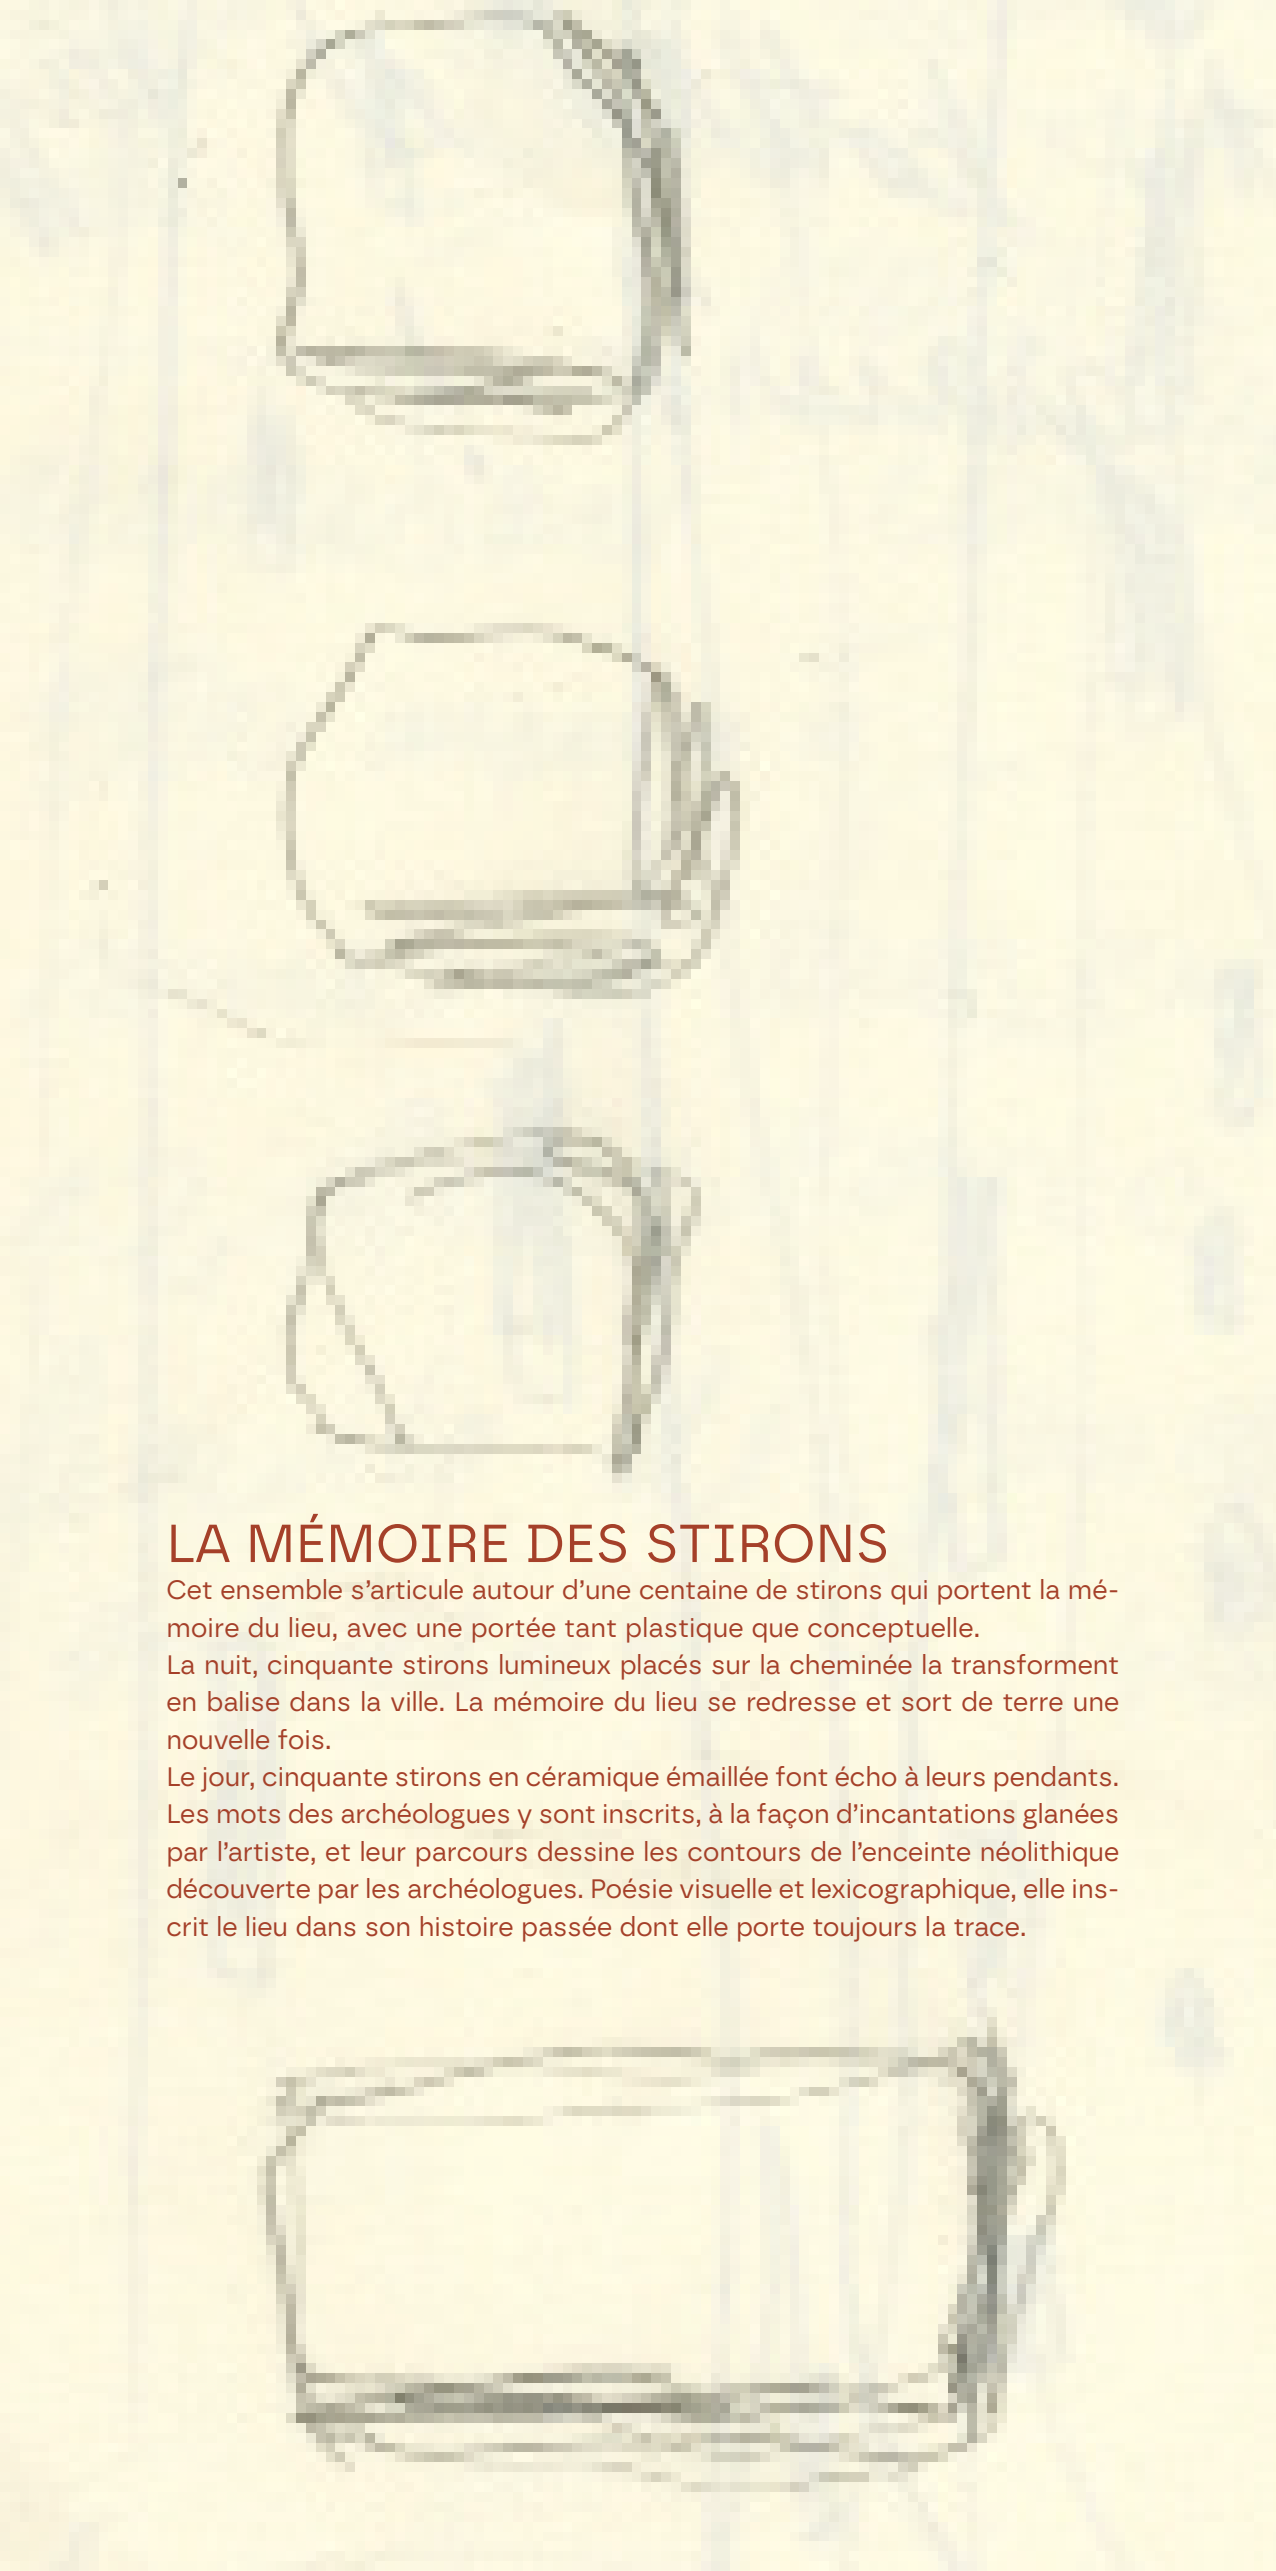 LA MÉMOIRE DES STIRONS
Cet ensemble s’articule autour d’une centaine de stirons qui portent la mé-
moire du lieu, avec une portée tant plastique que conceptuelle.
La nuit, cinquante stirons lumineux placés sur la cheminée la transforment
en balise dans la ville. La mémoire du lieu se redresse et sort de terre une
nouvelle fois.
Le jour, cinquante stirons en céramique émaillée font écho à leurs pendants.
Les mots des archéologues y sont inscrits, à la façon d’incantations glanées
par l’artiste, et leur parcours dessine les contours de l’enceinte néolithique
découverte par les archéologues. Poésie visuelle et lexicographique, elle ins-
crit le lieu dans son histoire passée dont elle porte toujours la trace.